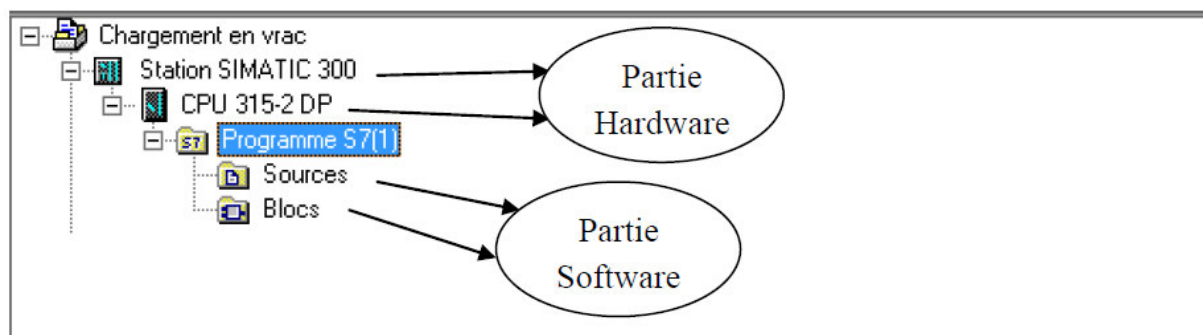 Chargement en vrac
Station SIMATIC 300
CPU 315-2 DP
Programme S7(1)
Sources
Blocs
Partie
Hardware
Partie
Software